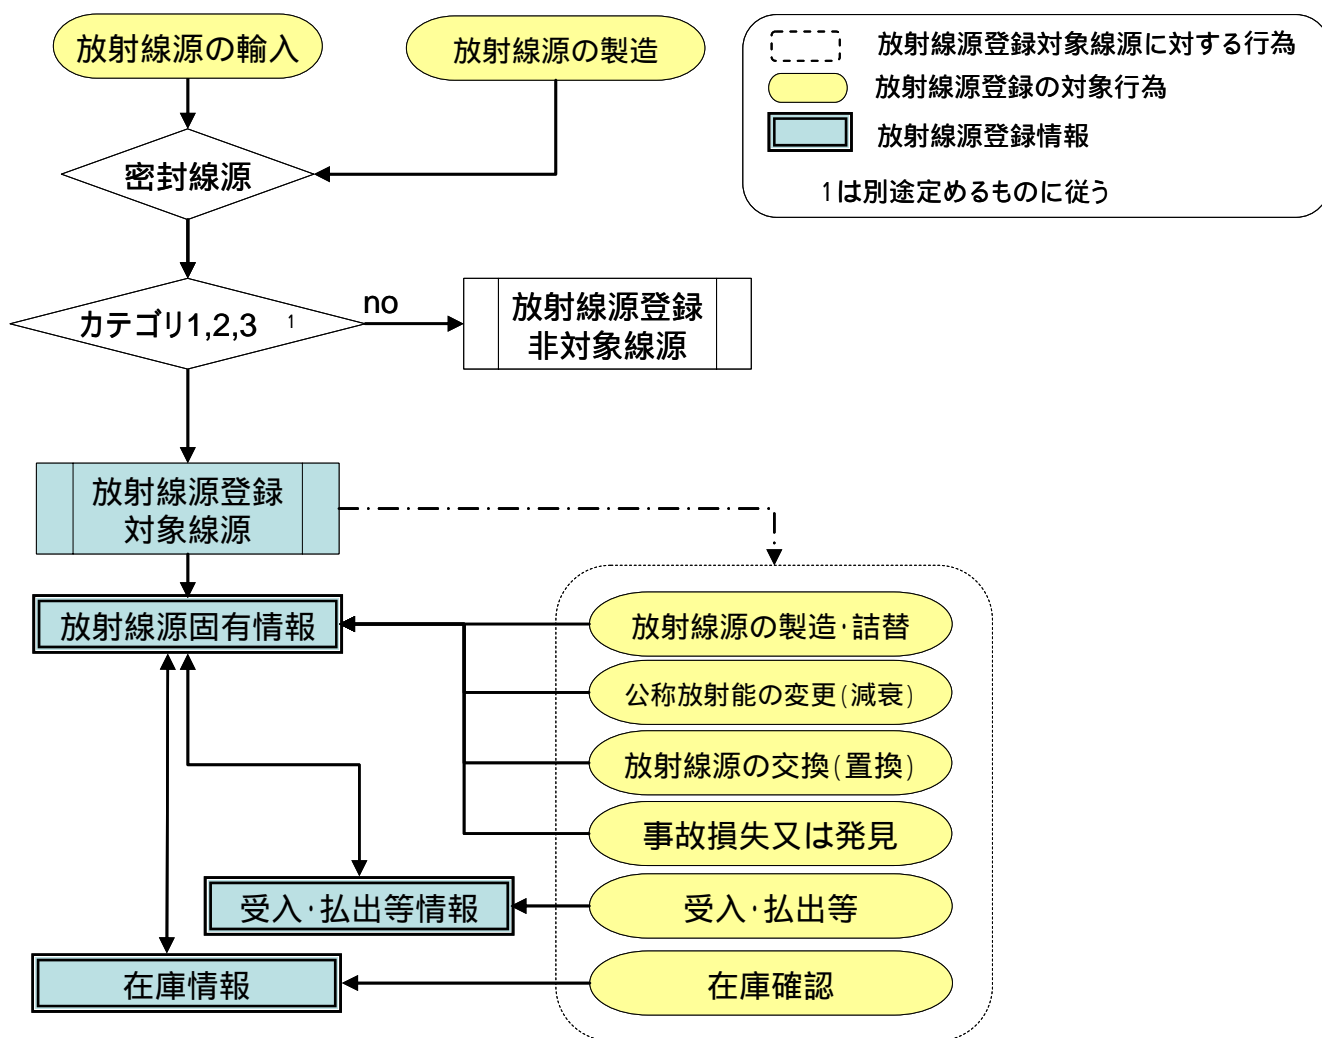 放射線源の輸入
放射線源の製造
放射線源登録対象線源に対する行為
放射線源登録の対象行為
放射線源登録情報
1は別途定めるものに従う
密封線源
カテゴリ1,2,3 1
no
放射線源登録
非対象線源
放射線源登録
対象線源
放射線源固有情報
放射線源の製造・詰替
公称放射能の変更(減衰)
放射線源の交換(置換)
事故損失又は発見
受入・払出等情報
受入・払出等
在庫情報
在庫確認